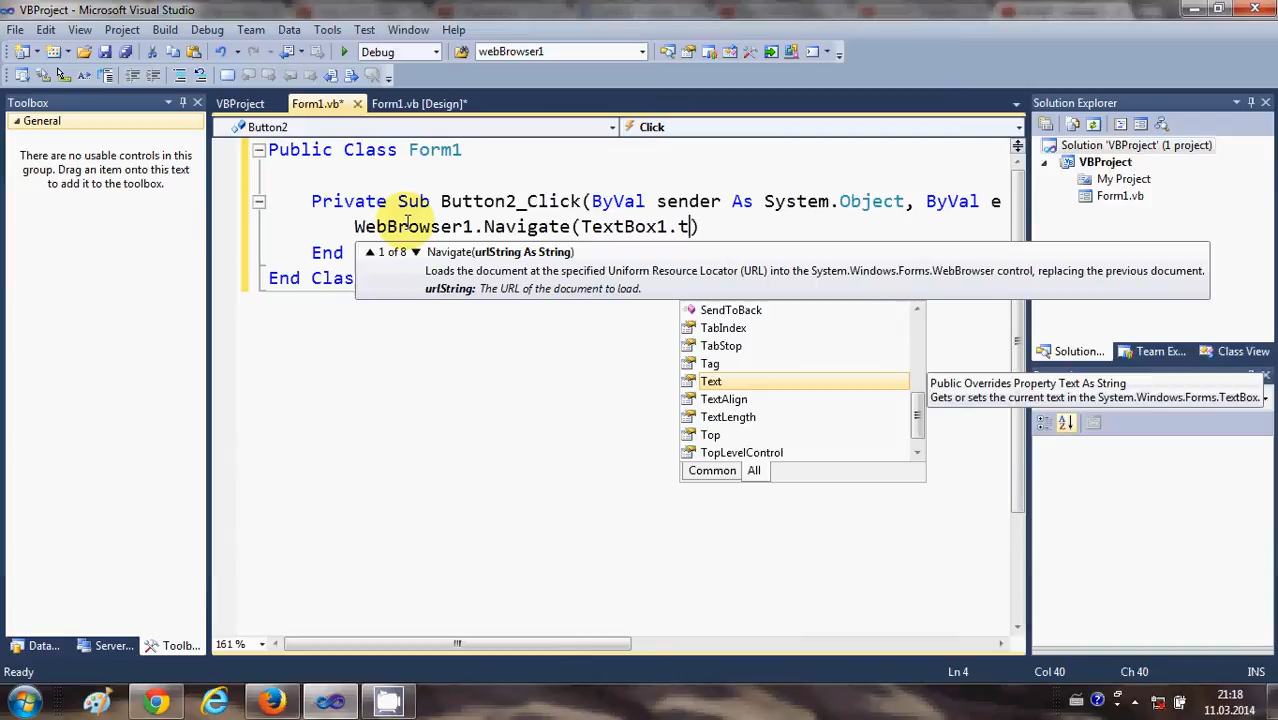 VBProject - Microsoft Visual Studio
File Edit View Project Build Debug Team Data Tools Test Window Help
Debug webBrowser1
Toolbox
General
There are no usable controls in this
group. Drag an item onto this text
to add it to the toolbox.
VBProject Form1.vb* Form1.vb [Design]*
Button2 Click
Public Class Form1
Private Sub Button2_Click(ByVal sender As System.Object, ByVal e
WebBrowser1.Navigate(TextBox1.t)
End
End Clas
1 of 8 Navigate(urlString As String)
Loads the document at the specified Uniform Resource Locator (URL) into the System.Windows.Forms.WebBrowser control, replacing the previous document.
urlString: The URL of the document to load.
SendToBack
TabIndex
TabStop
Tag
Text
TextAlign
TextLength
Top
TopLevelControl
Common All
Public Overrides Property Text As String
Gets or sets the current text in the System.Windows.Forms.TextBox.
Solution Explorer
Solution 'VBProject' (1 project)
VBProject
My Project
Form1.vb
Solution... Team Ex... Class View
161 %
Data... Server... Toolb...
Ready Ln 4 Col 40 Ch 40 INS
21:18
11.03.2014